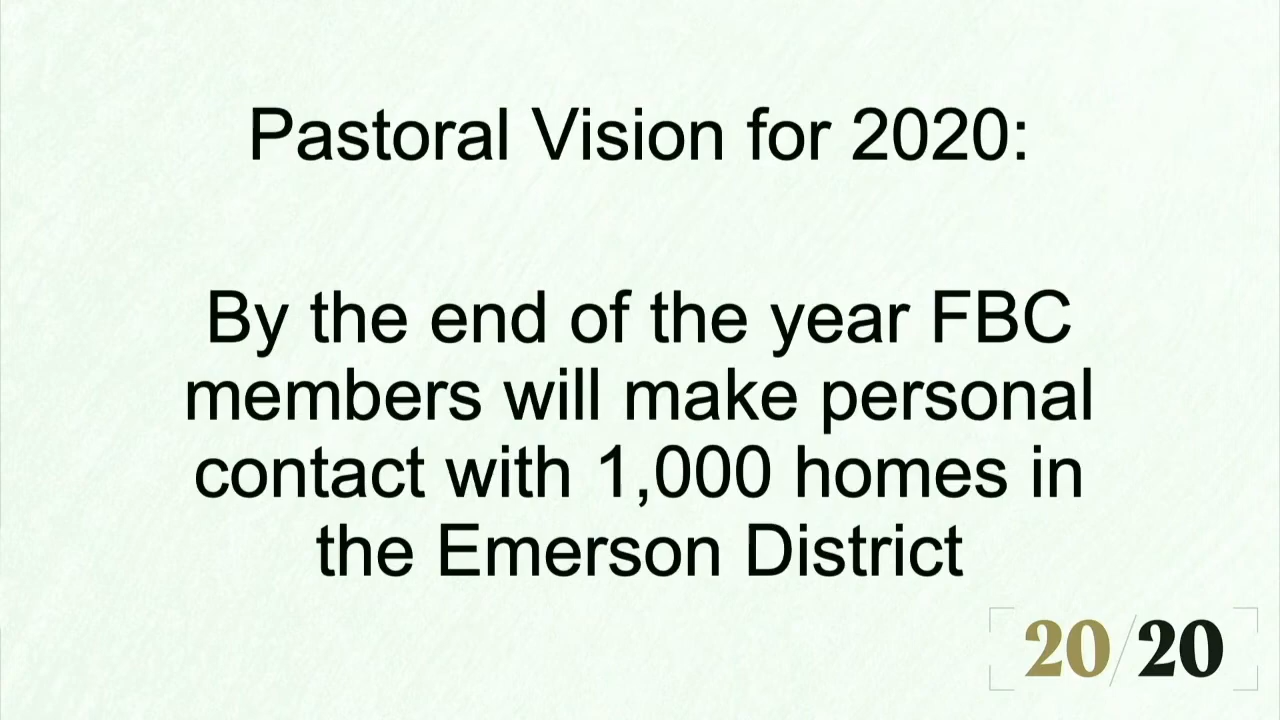 Pastoral Vision for 2020:
By the end of the year FBC
members will make personal
contact with 1,000 homes in
the Emerson District
20/20